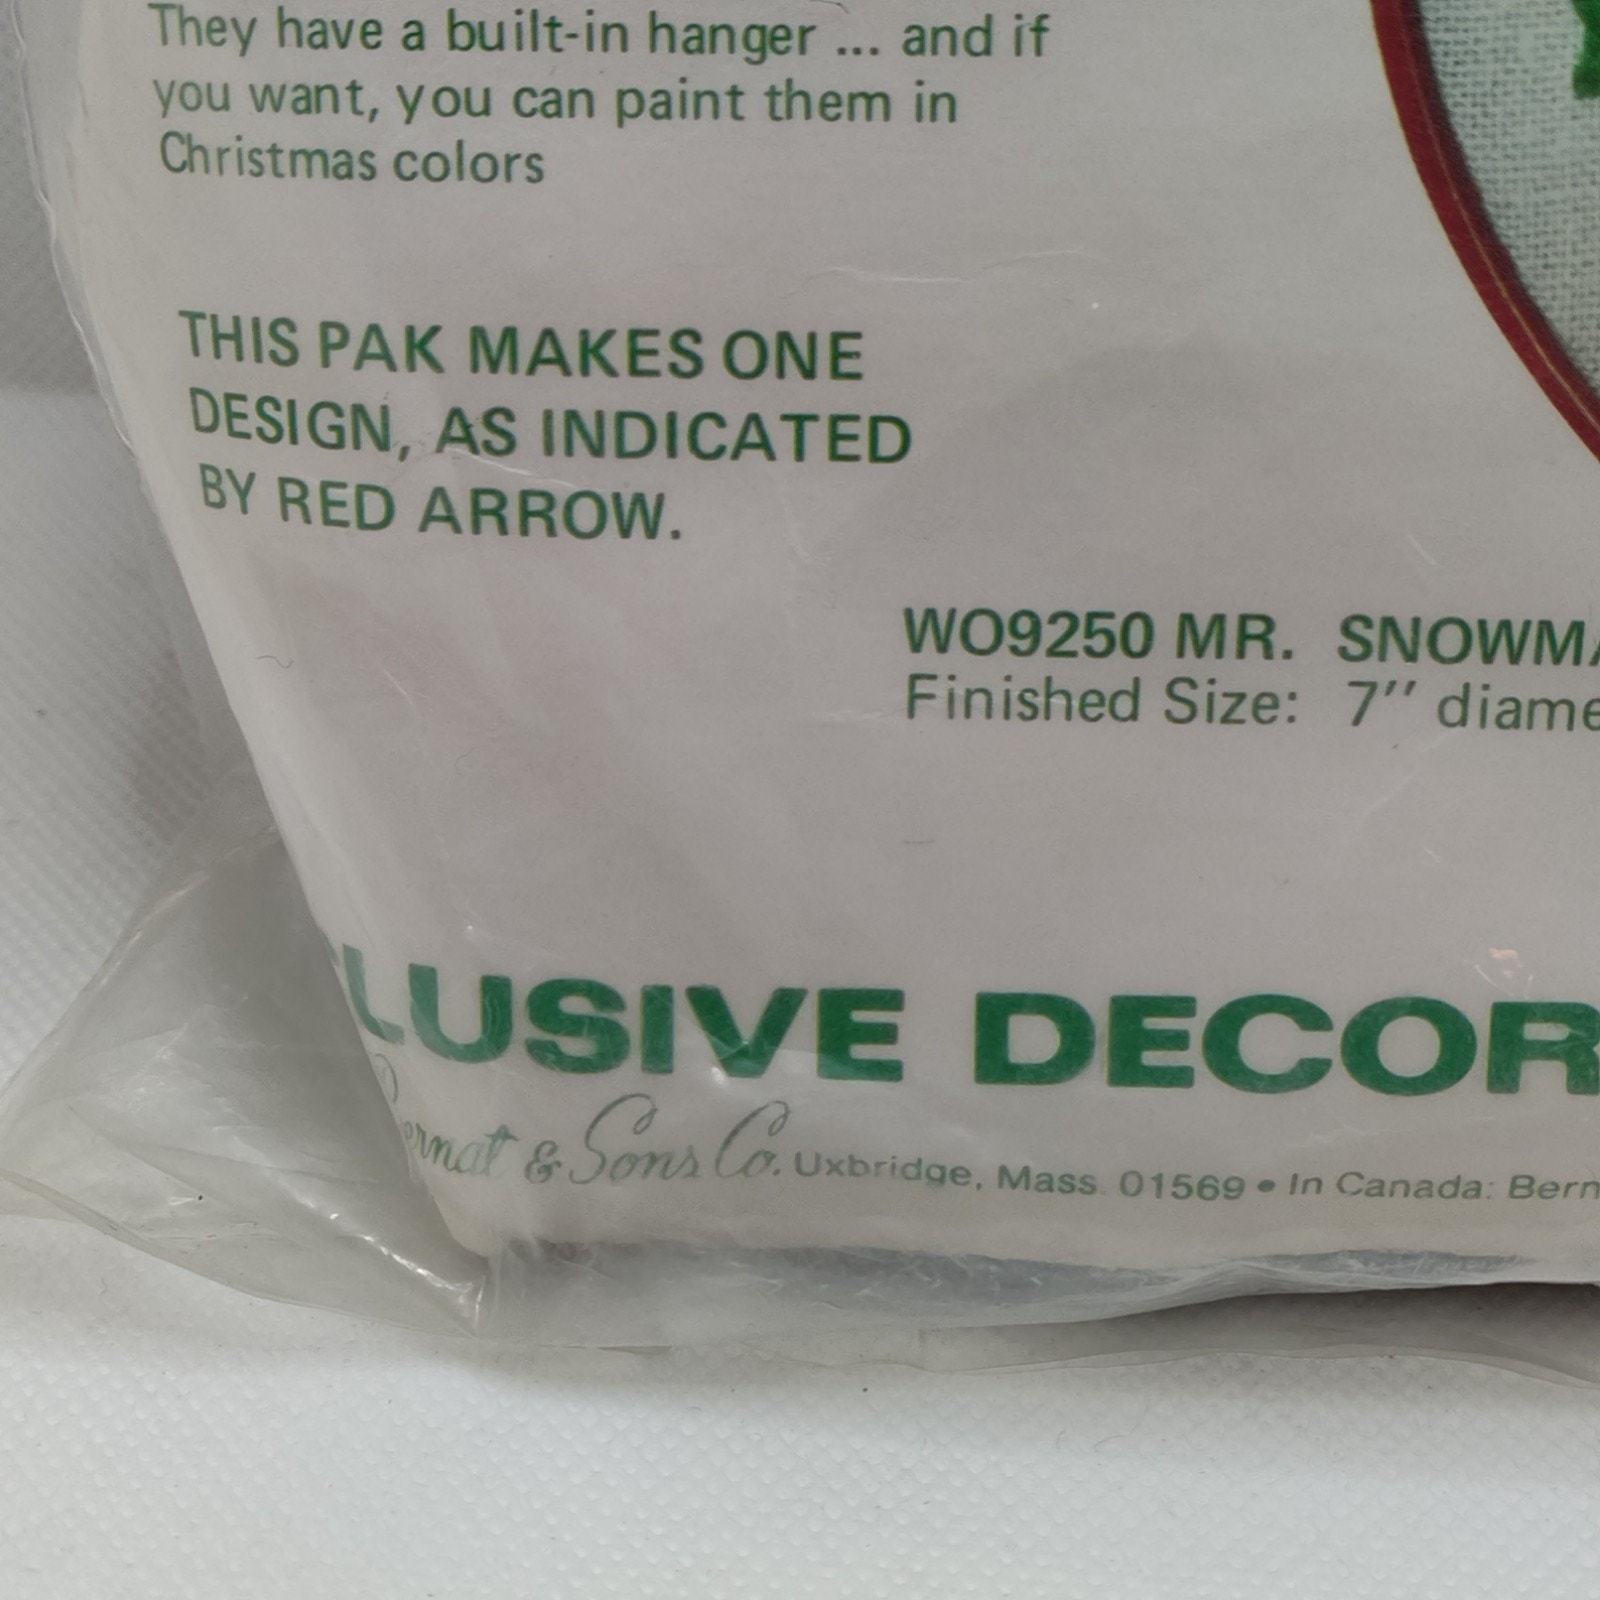 They have a built-in hanger ... and if
you want, you can paint them in
Christmas colors
THIS PAK MAKES ONE
DESIGN, AS INDICATED
BY RED ARROW.
WO9250 MR. SNOWMA
Finished Size: 7" diame
LUSIVE DECOR
Bernat & Sons Co. Uxbridge, Mass. 01569 • In Canada: Bern